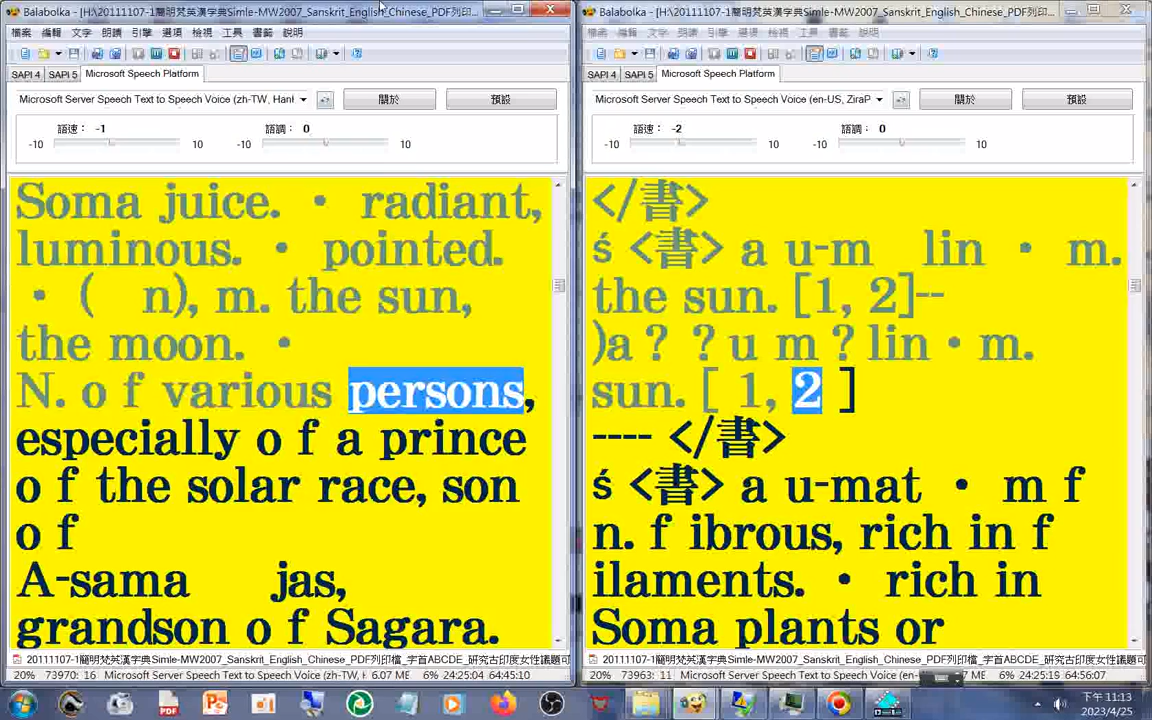 Balabolka - [H:\20111107-1簡明梵英漢字典Simle-MW2007_Sanskrit_English_Chinese_PDF列印...
檔案 編輯 文字 朗讀 引擎 選項 檢視 工具 書籤 說明
SAPI 4 SAPI 5 Microsoft Speech Platform
Microsoft Server Speech Text to Speech Voice (zh-TW, HanH 關於 預設
語速： -1 語調： 0
-10 10 -10 10
Soma juice. • radiant,
luminous. • pointed.
• ( n), m. the sun,
the moon. •
N. o f various persons,
especially o f a prince
o f the solar race, son
o f
A-sama jas,
grandson o f Sagara.
20111107-1簡明梵英漢字典Simle-MW2007_Sanskrit_English_Chinese_PDF列印檔_字首ABCDE_研究古印度女性議題可
20% 73970: 16 Microsoft Server Speech Text to Speech Voice (zh-TW, 6.07 MB 6% 24:25:04 64:45:10
Balabolka - [H:\20111107-1簡明梵英漢字典Simle-MW2007_Sanskrit_English_Chinese_PDF列印...
檔案 編輯 文字 朗讀 引擎 選項 檢視 工具 書籤 說明
SAPI 4 SAPI 5 Microsoft Speech Platform
Microsoft Server Speech Text to Speech Voice (en-US, ZiraP 關於 預設
語速： -2 語調： 0
-10 10 -10 10
</書>
ś <書> a u-m lin • m.
the sun. [1, 2]--
)a ? ? u m ? lin • m.
sun. [ 1, 2 ]
---- </書>
ś <書> a u-mat • m f
n. f ibrous, rich in f
ilaments. • rich in
Soma plants or
20111107-1簡明梵英漢字典Simle-MW2007_Sanskrit_English_Chinese_PDF列印檔_字首ABCDE_研究古印度女性議題可
20% 73963: 11 Microsoft Server Speech Text to Speech Voice (en-U 6% 24:25:18 64:56:07
下午 11:13
2023/4/25